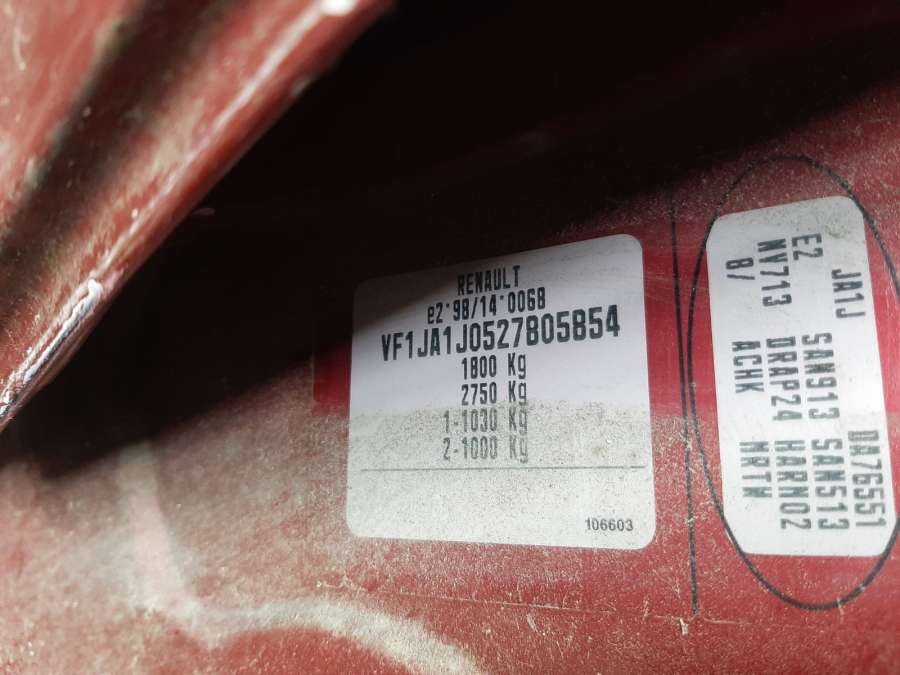 RENAULT
e2*98/14*0068
VF1JA1J0527805854
1800 Kg
2750 Kg
1-1030 Kg
2-1000 Kg
106603
JA1J DA76551
E2 SAN913 SAN513
NV713 DRAP24 HARN02
B/ ACHK MRTN